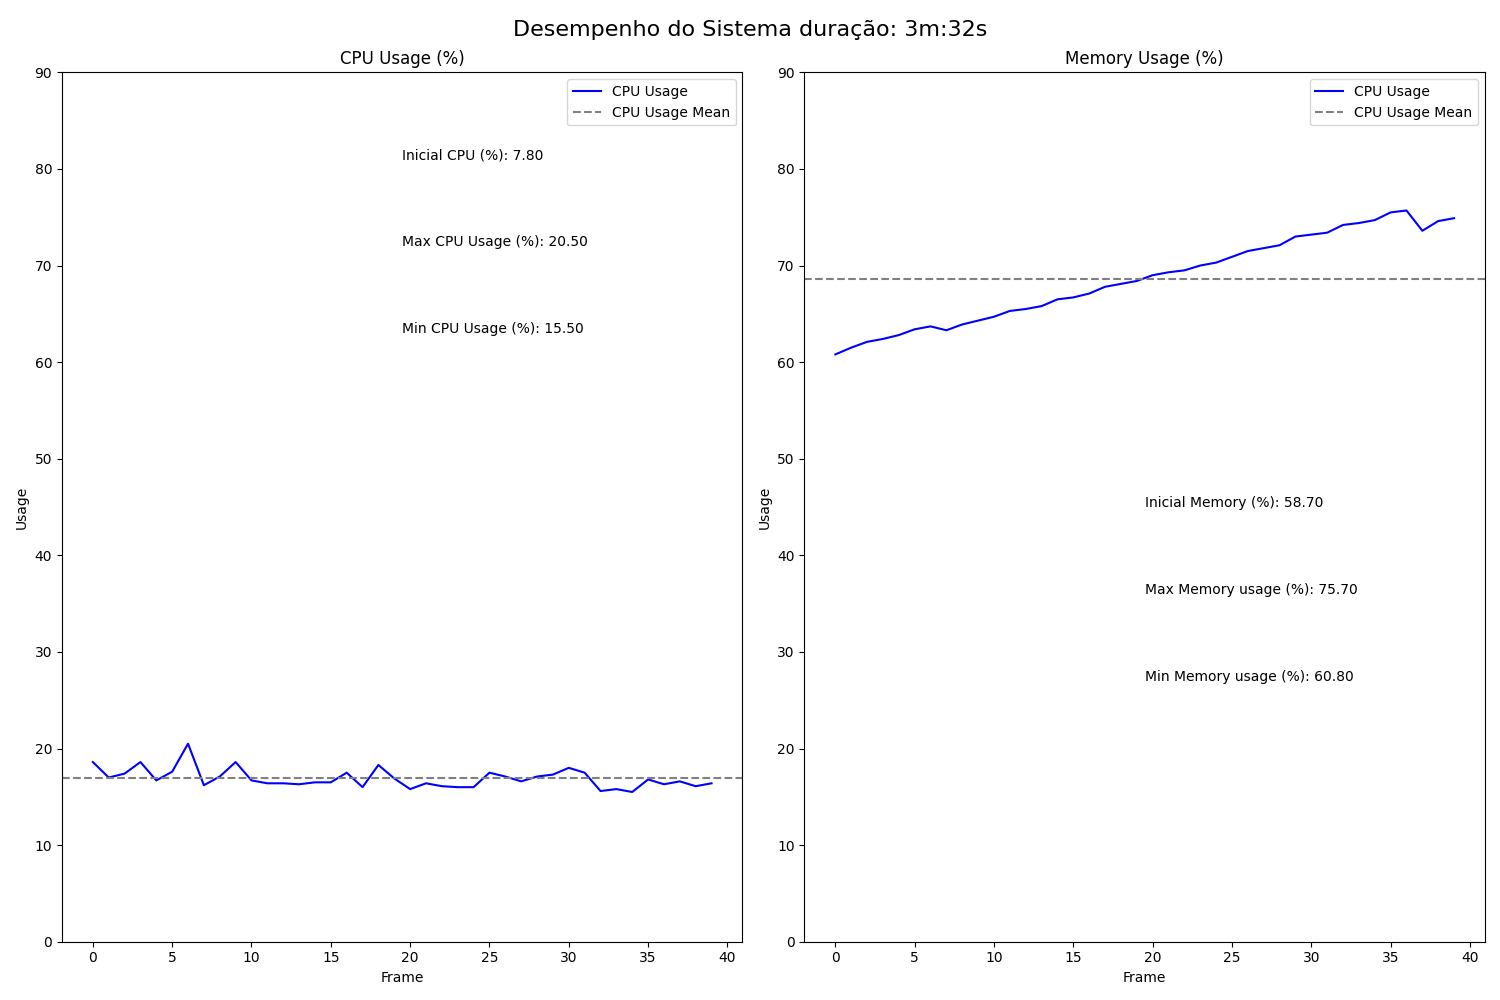 Desempenho do Sistema duração: 3m:32s
CPU Usage (%)
CPU Usage
CPU Usage Mean
Inicial CPU (%): 7.80
Max CPU Usage (%): 20.50
Min CPU Usage (%): 15.50
Usage
90
80
70
60
50
40
30
20
10
0
0 5 10 15 20 25 30 35 40
Frame
Memory Usage (%)
CPU Usage
CPU Usage Mean
Inicial Memory (%): 58.70
Max Memory usage (%): 75.70
Min Memory usage (%): 60.80
Usage
90
80
70
60
50
40
30
20
10
0
0 5 10 15 20 25 30 35 40
Frame